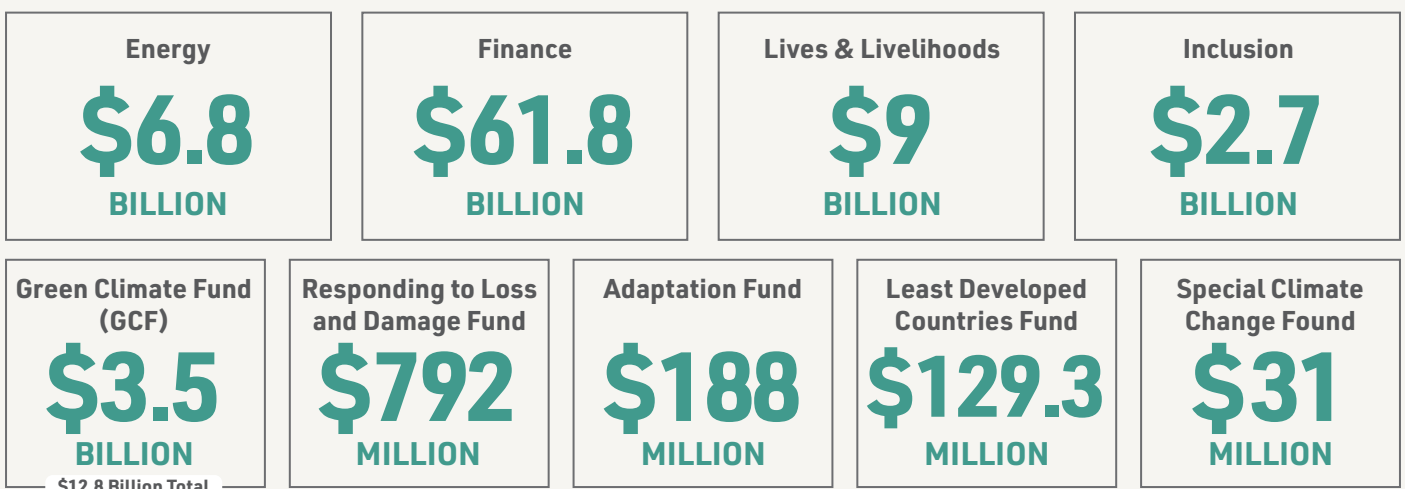 Energy
$6.8
BILLION
Finance
$61.8
BILLION
Lives & Livelihoods
$9
BILLION
Inclusion
$2.7
BILLION
Green Climate Fund
(GCF)
$3.5
BILLION
$12.8 Billion Total
Responding to Loss
and Damage Fund
$792
MILLION
Adaptation Fund
$188
MILLION
Least Developed
Countries Fund
$129.3
MILLION
Special Climate
Change Found
$31
MILLION